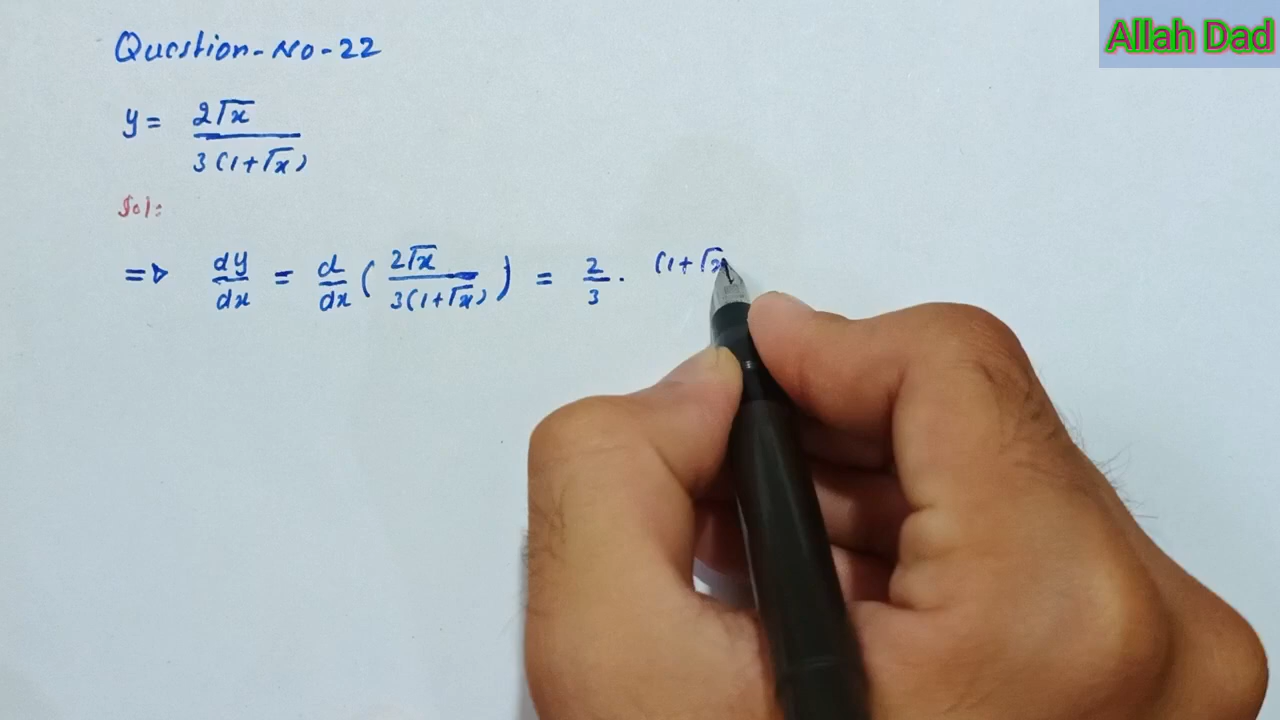 Allah Dad
Question-No-22
y = 2√x / 3(1+√x)
Sol:
=> dy/dx = d/dx (2√x / 3(1+√x)) = 2/3 · (1+√x